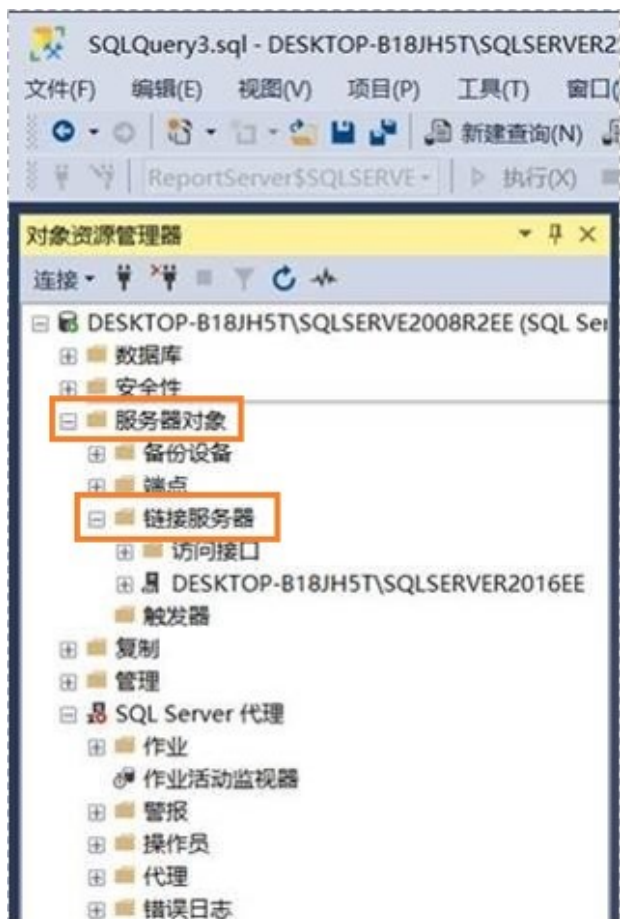 SQLQuery3.sql - DESKTOP-B18JH5T\SQLSERVER2
文件(F) 编辑(E) 视图(V) 项目(P) 工具(T) 窗口(
新建查询(N)
ReportServer$SQLSERVE 执行(X)
对象资源管理器
连接
DESKTOP-B18JH5T\SQLSERVE2008R2EE (SQL Ser
数据库
安全性
服务器对象
备份设备
端点
链接服务器
访问接口
DESKTOP-B18JH5T\SQLSERVER2016EE
触发器
复制
管理
SQL Server 代理
作业
作业活动监视器
警报
操作员
代理
错误日志